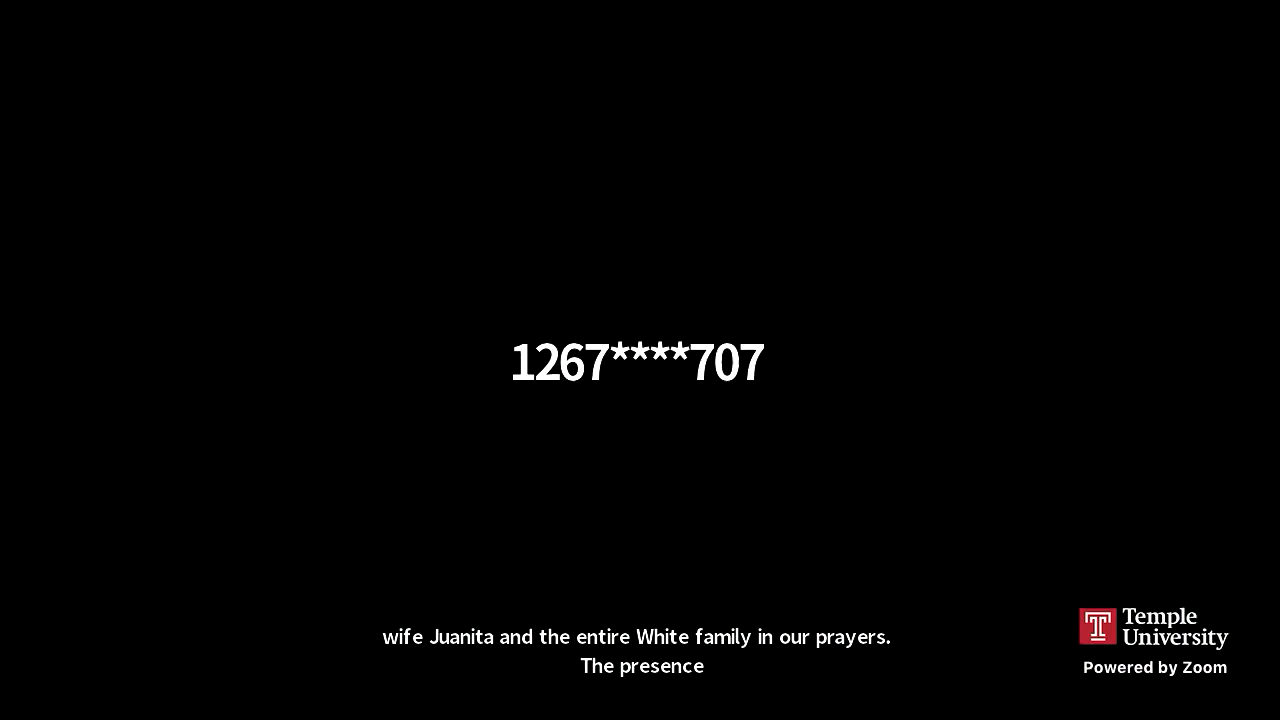 1267****707
wife Juanita and the entire White family in our prayers.
The presence
Temple
University
Powered by Zoom